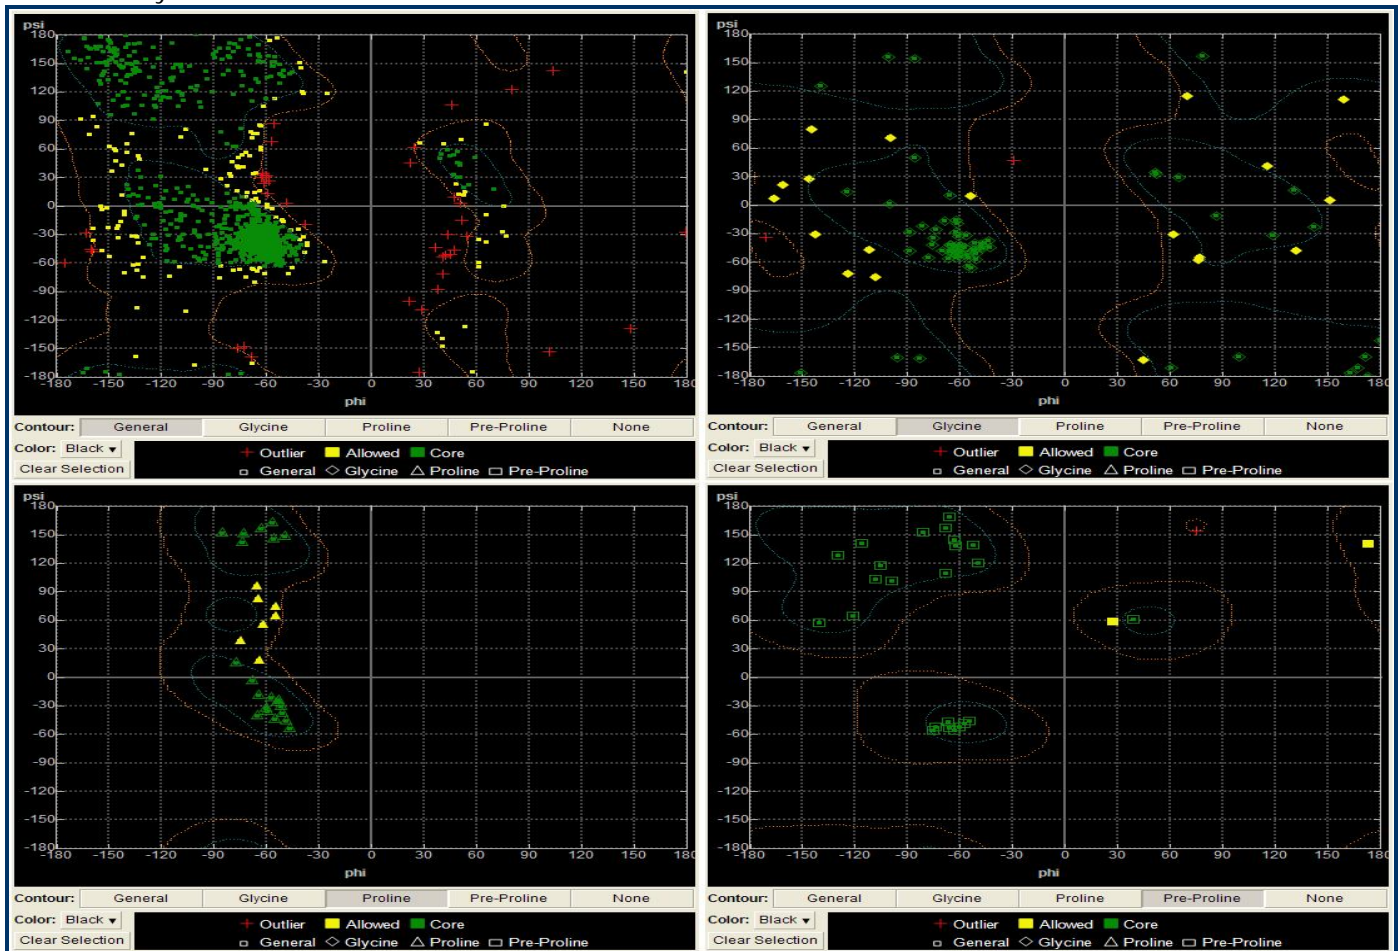 psi
180
150
120
90
60
30
0
-30
-60
-90
-120
-150
-180
-180 -150 -120 -90 -60 -30 0 30 60 90 120 150 180
phi
Contour: General Glycine Proline Pre-Proline None
Color: Black ▾
+ Outlier Allowed Core
Clear Selection
□ General ◇ Glycine △ Proline ▭ Pre-Proline
psi
180
150
120
90
60
30
0
-30
-60
-90
-120
-150
-180
-180 -150 -120 -90 -60 -30 0 30 60 90 120 150 180
phi
Contour: General Glycine Proline Pre-Proline None
Color: Black ▾
+ Outlier Allowed Core
Clear Selection
□ General ◇ Glycine △ Proline ▭ Pre-Proline
psi
180
150
120
90
60
30
0
-30
-60
-90
-120
-150
-180
-180 -150 -120 -90 -60 -30 0 30 60 90 120 150 180
phi
Contour: General Glycine Proline Pre-Proline None
Color: Black ▾
+ Outlier Allowed Core
Clear Selection
□ General ◇ Glycine △ Proline ▭ Pre-Proline
psi
180
150
120
90
60
30
0
-30
-60
-90
-120
-150
-180
-180 -150 -120 -90 -60 -30 0 30 60 90 120 150 180
phi
Contour: General Glycine Proline Pre-Proline None
Color: Black ▾
+ Outlier Allowed Core
Clear Selection
□ General ◇ Glycine △ Proline ▭ Pre-Proline